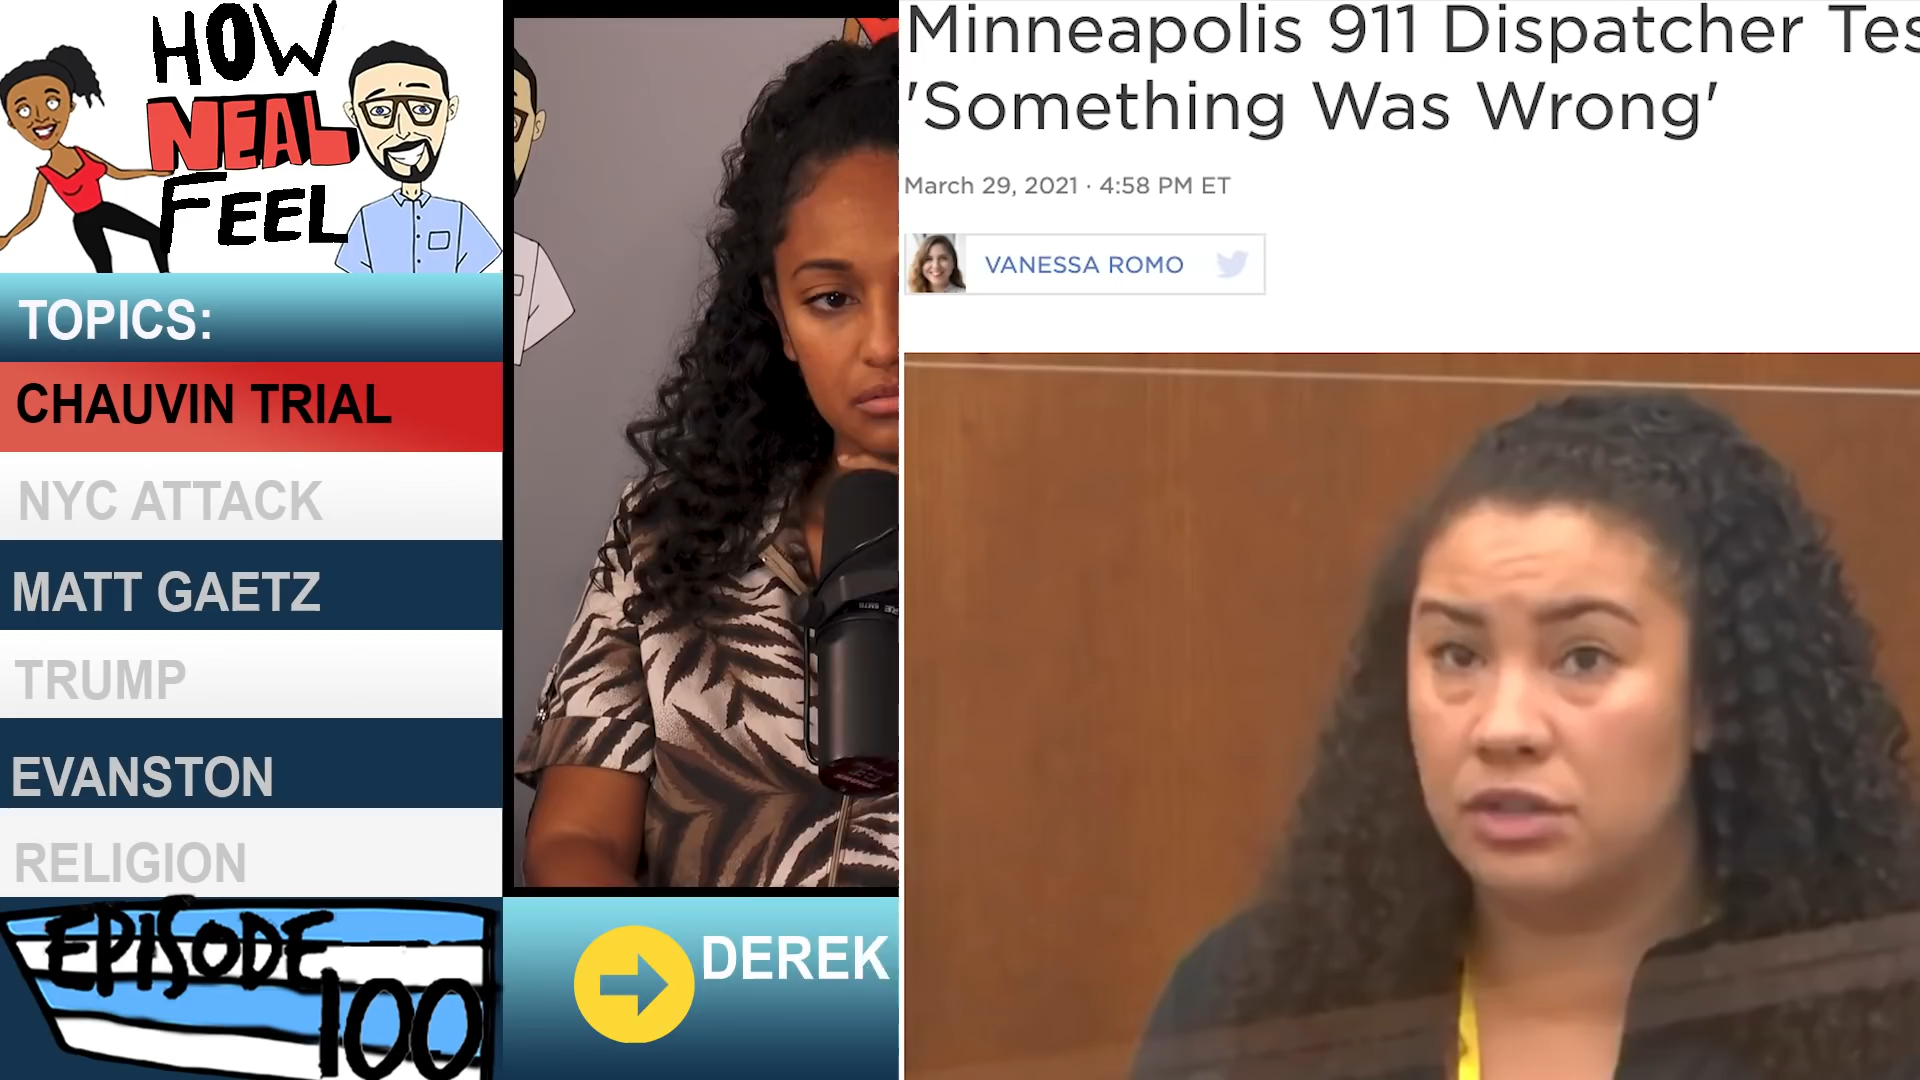 HOW
NEAL
FEEL
TOPICS:
CHAUVIN TRIAL
NYC ATTACK
MATT GAETZ
TRUMP
EVANSTON
RELIGION
EPISODE
100
DEREK
Minneapolis 911 Dispatcher Tes
'Something Was Wrong'
March 29, 2021 · 4:58 PM ET
VANESSA ROMO